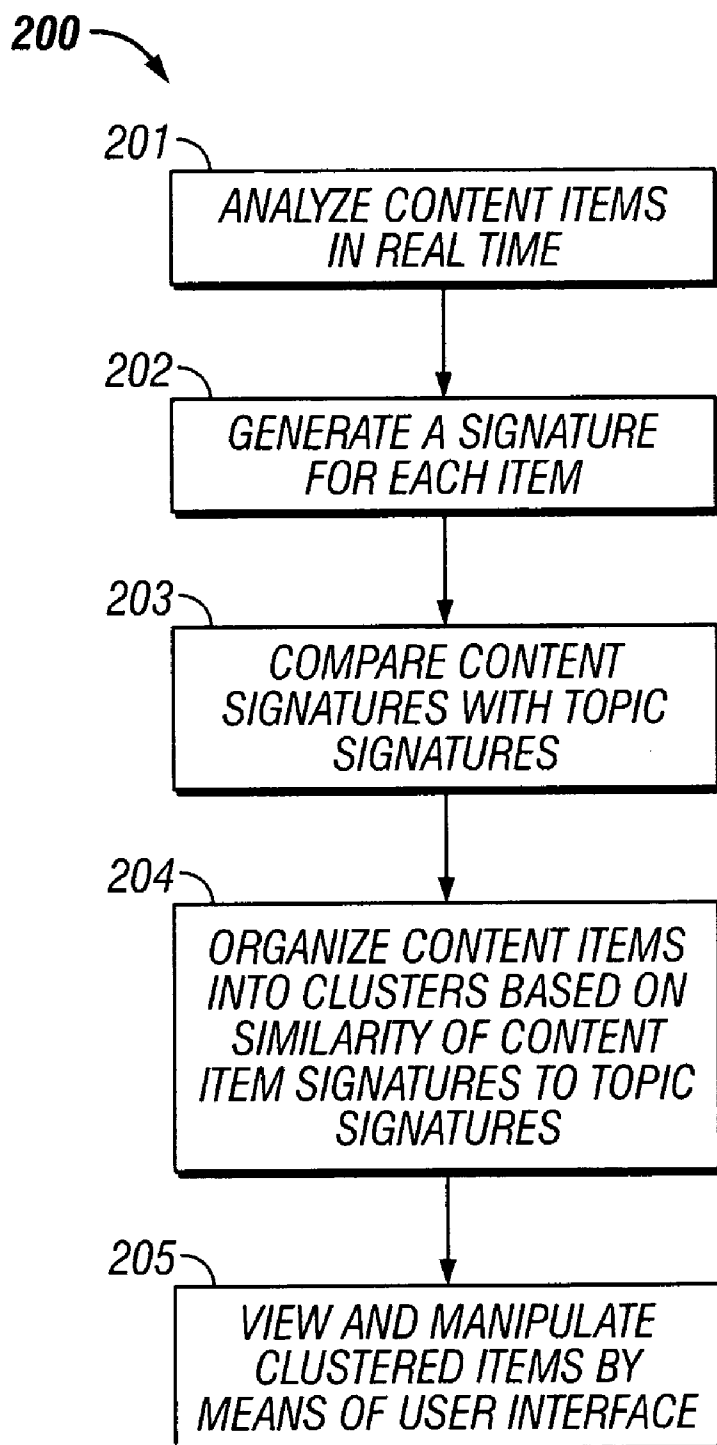 200
201
ANALYZE CONTENT ITEMS
IN REAL TIME
202
GENERATE A SIGNATURE
FOR EACH ITEM
203
COMPARE CONTENT
SIGNATURES WITH TOPIC
SIGNATURES
204
ORGANIZE CONTENT ITEMS
INTO CLUSTERS BASED ON
SIMILARITY OF CONTENT
ITEM SIGNATURES TO TOPIC
SIGNATURES
205
VIEW AND MANIPULATE
CLUSTERED ITEMS BY
MEANS OF USER INTERFACE